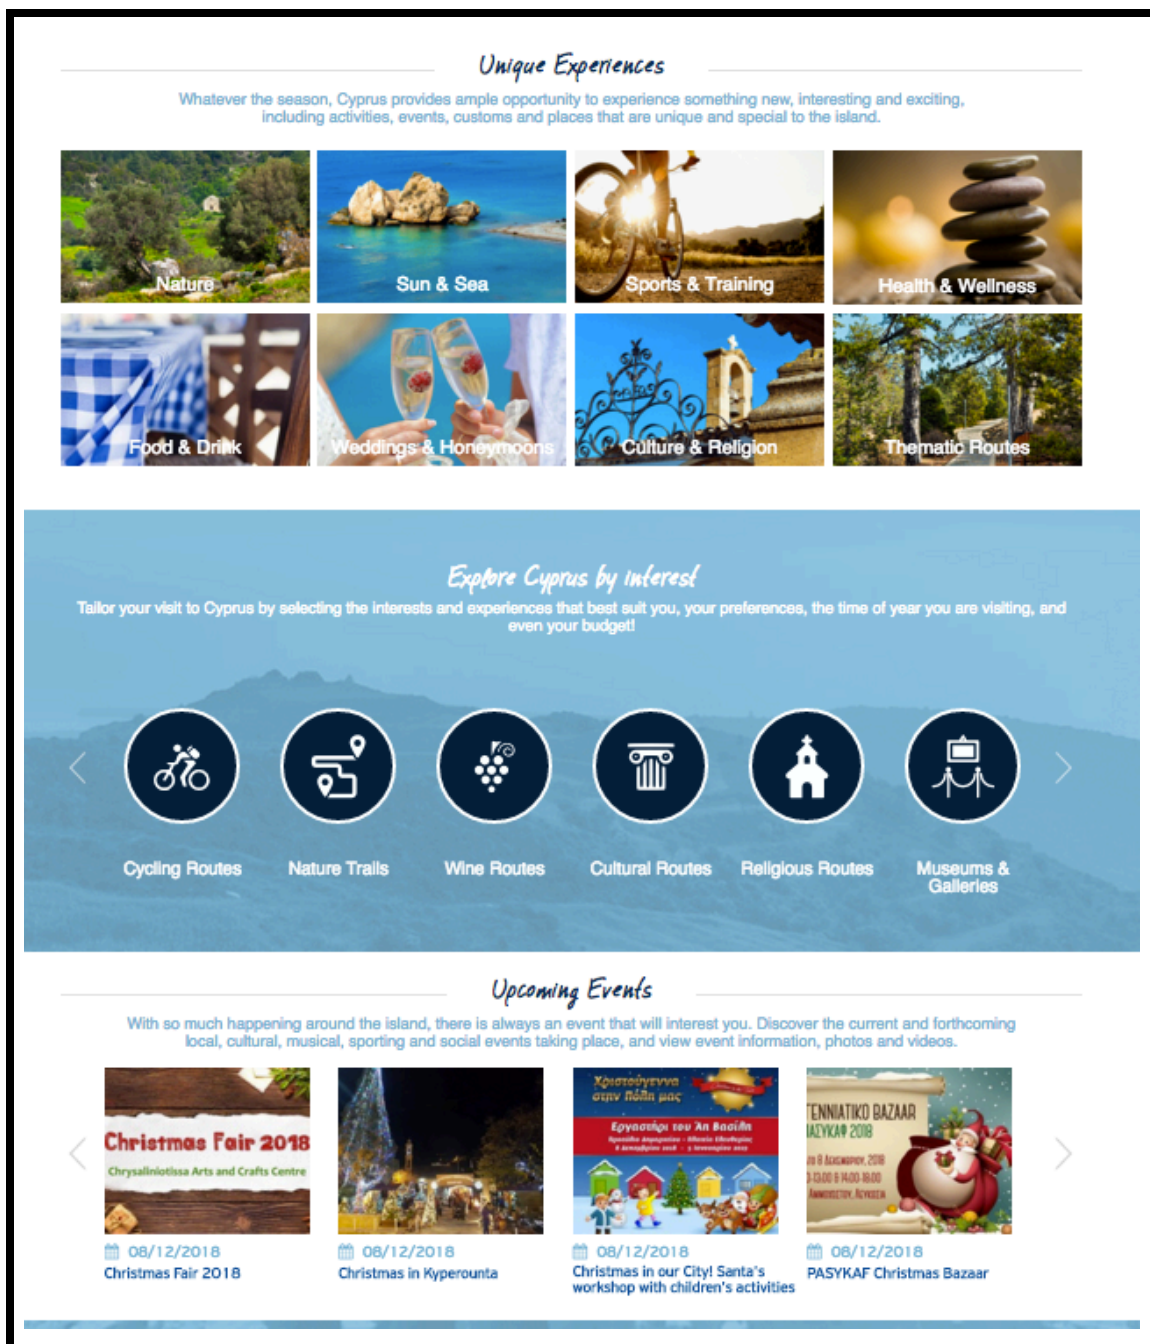 Unique Experiences
Whatever the season, Cyprus provides ample opportunity to experience something new, interesting and exciting,
including activities, events, customs and places that are unique and special to the island.
Nature
Sun & Sea
Sports & Training
Health & Wellness
Food & Drink
Weddings & Honeymoons
Culture & Religion
Thematic Routes
Explore Cyprus by interest
Tailor your visit to Cyprus by selecting the interests and experiences that best suit you, your preferences, the time of year you are visiting, and
even your budget!
Cycling Routes
Nature Trails
Wine Routes
Cultural Routes
Religious Routes
Museums &
Galleries
Upcoming Events
With so much happening around the island, there is always an event that will interest you. Discover the current and forthcoming
local, cultural, musical, sporting and social events taking place, and view event information, photos and videos.
Christmas Fair 2018
Chrysaliniotissa Arts and Crafts Centre
08/12/2018
Christmas Fair 2018
08/12/2018
Christmas in Kyperounta
Χριστούγεννα
στην Πόλη μας
Εργαστήρι του Άη Βασίλη
08/12/2018
Christmas in our City! Santa's
workshop with children's activities
ΓΕΝΝΙΑΤΙΚΟ BAZAAR
ΠΑΣΥΚΑΦ 2018
8 ΔΕΚΕΜΒΡΙΟΥ, 2018
ΑΜΜΟΧΩΣΤΟΥ, ΛΕΥΚΩΣΙΑ
08/12/2018
PASYKAF Christmas Bazaar